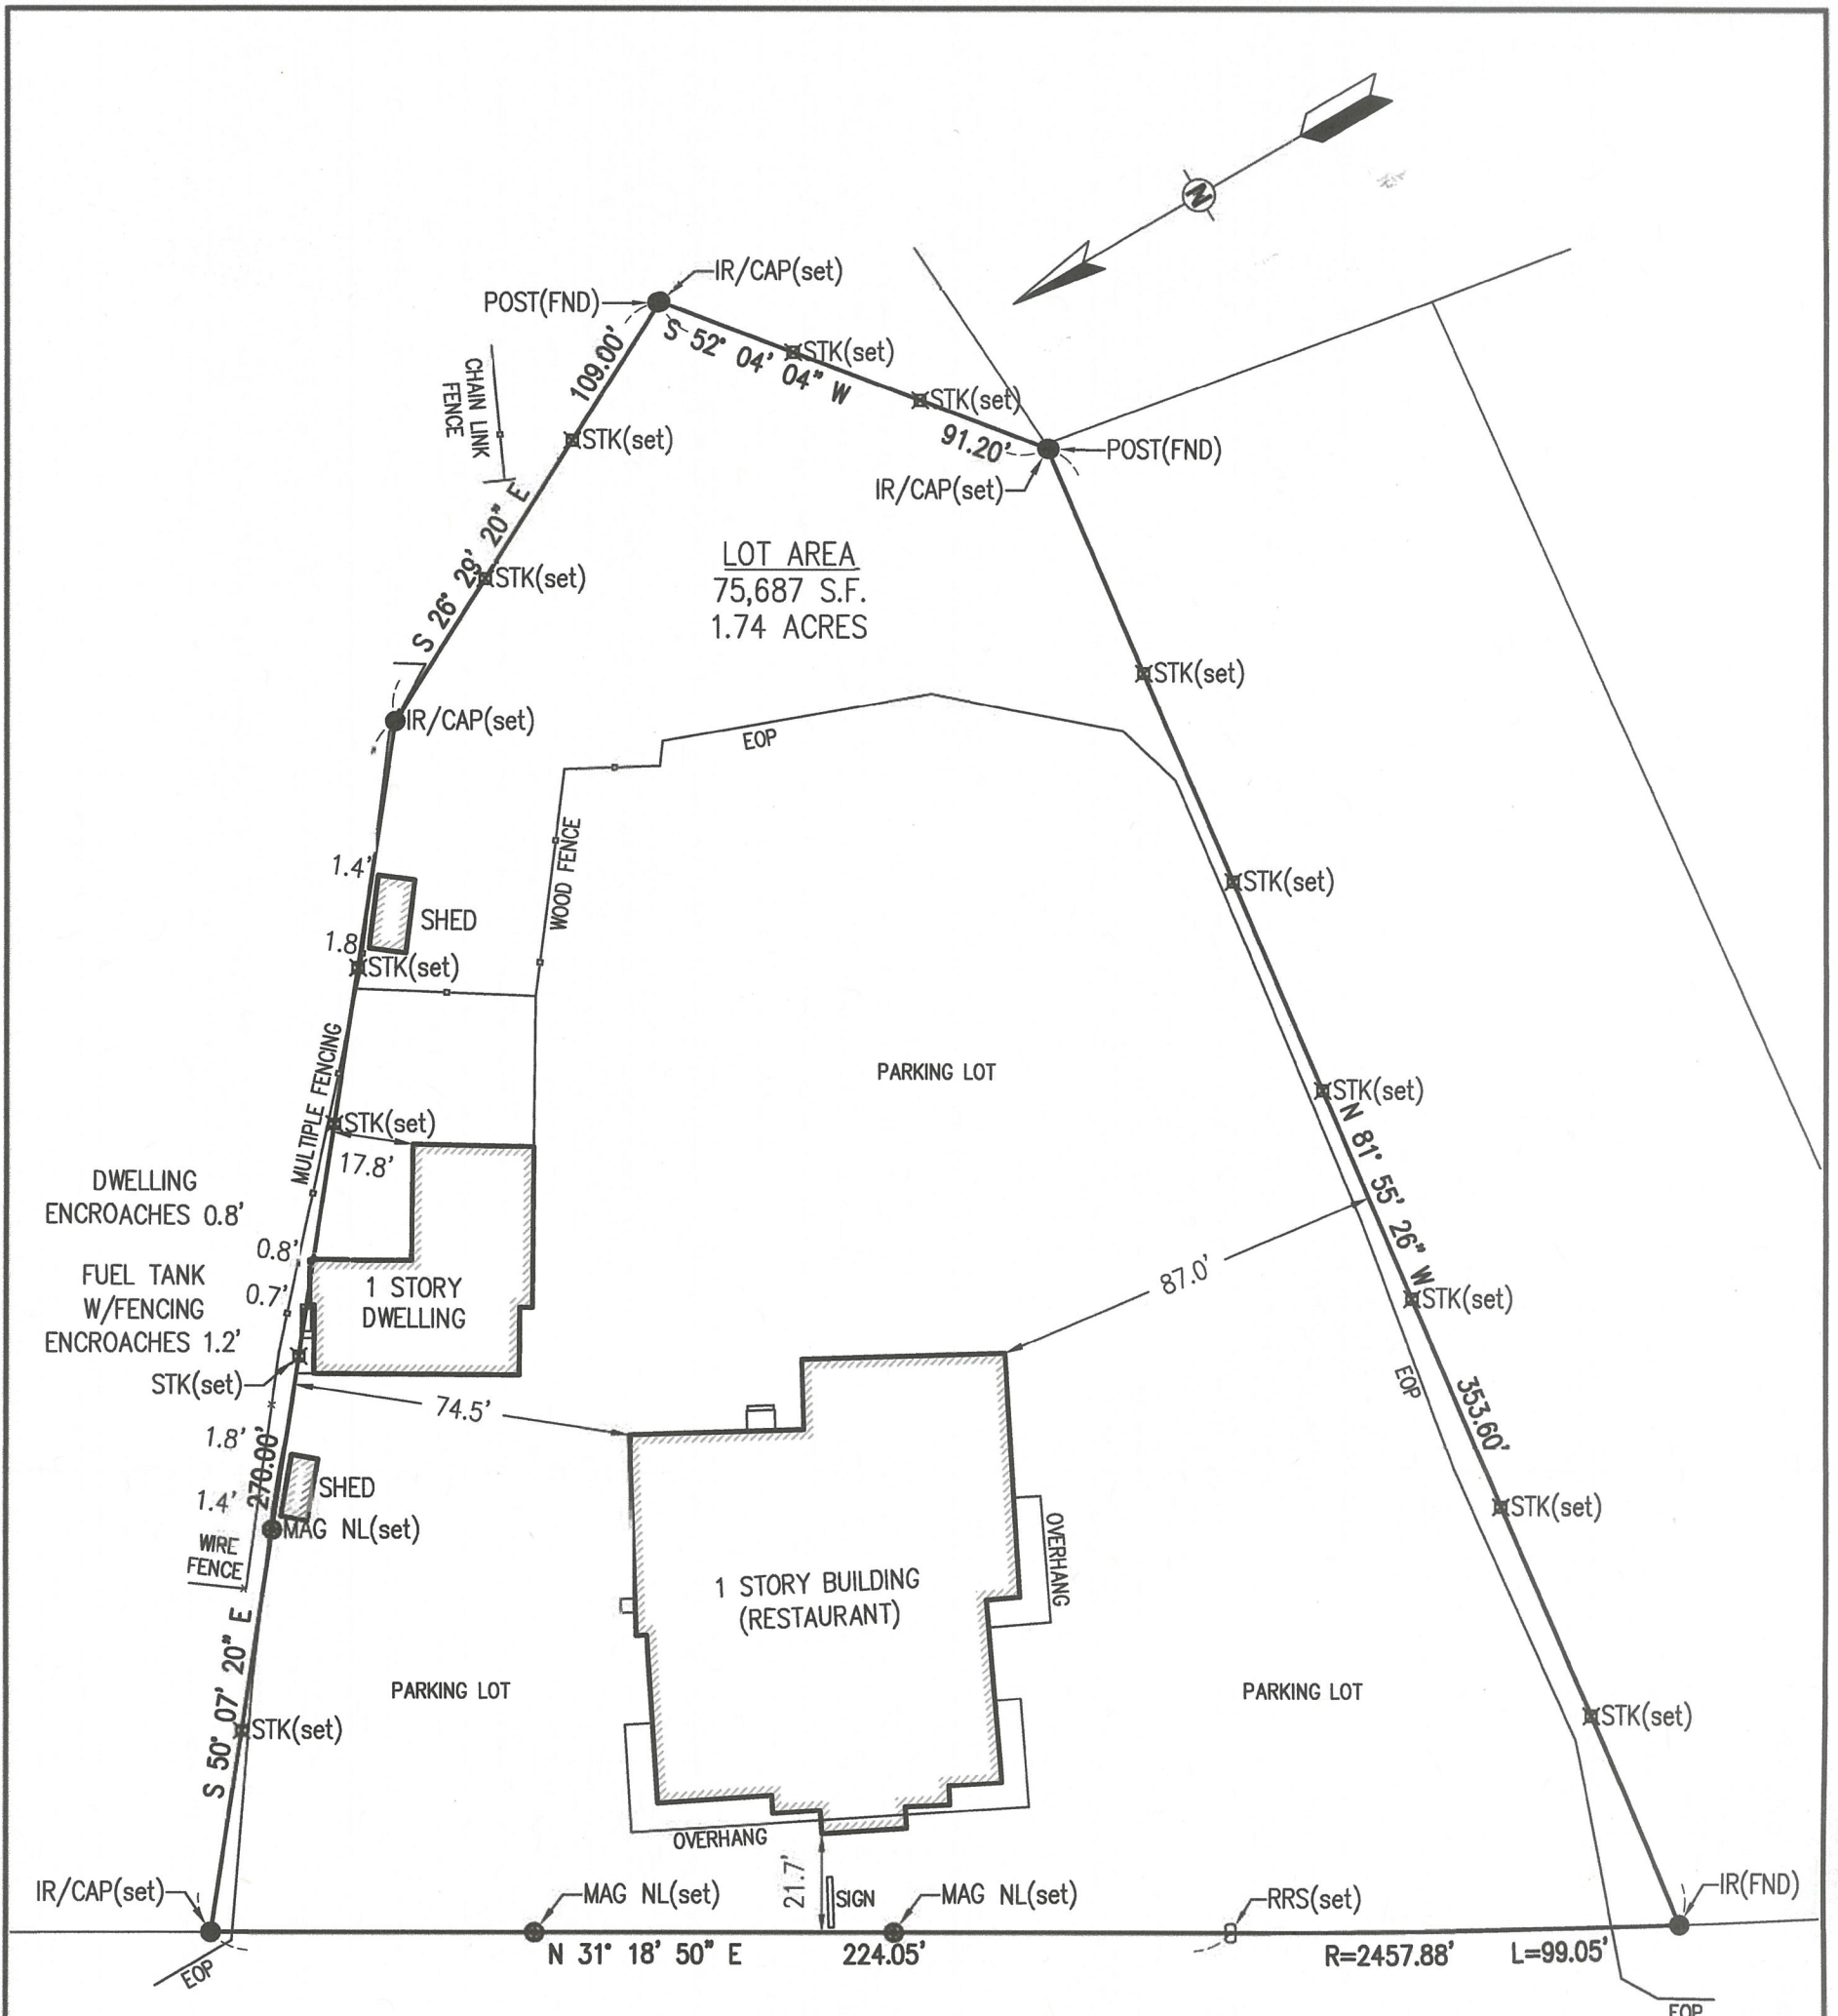 N
IR/CAP(set)
POST(FND)
109.00'
S 52° 04' 04" W
STK(set)
STK(set)
91.20'
POST(FND)
IR/CAP(set)
CHAIN LINK
FENCE
STK(set)
S 26° 29' 20" E
STK(set)
LOT AREA
75,687 S.F.
1.74 ACRES
STK(set)
IR/CAP(set)
EOP
WOOD FENCE
1.4'
SHED
1.8
STK(set)
STK(set)
MULTIPLE FENCING
PARKING LOT
STK(set)
STK(set)
17.8'
N 81° 55' 26" W
DWELLING
ENCROACHES 0.8'
0.8'
FUEL TANK
W/FENCING
ENCROACHES 1.2'
0.7'
1 STORY
DWELLING
87.0'
STK(set)
STK(set)
74.5'
EOP
353.60'
1.8'
270.00'
1.4'
SHED
STK(set)
MAG NL(set)
WIRE
FENCE
OVERHANG
1 STORY BUILDING
(RESTAURANT)
S 50° 07' 20" E
PARKING LOT
PARKING LOT
STK(set)
STK(set)
OVERHANG
21.7'
SIGN
IR/CAP(set)
MAG NL(set)
MAG NL(set)
RRS(set)
IR(FND)
N 31° 18' 50" E
224.05'
R=2457.88'
L=99.05'
EOP
EOP